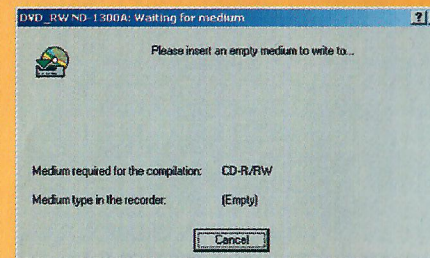 DVD_RW ND-1300A: Waiting for medium
Please insert an empty medium to write to...
Medium required for the compilation: CD-R/RW
Medium type in the recorder: (Empty)
Cancel